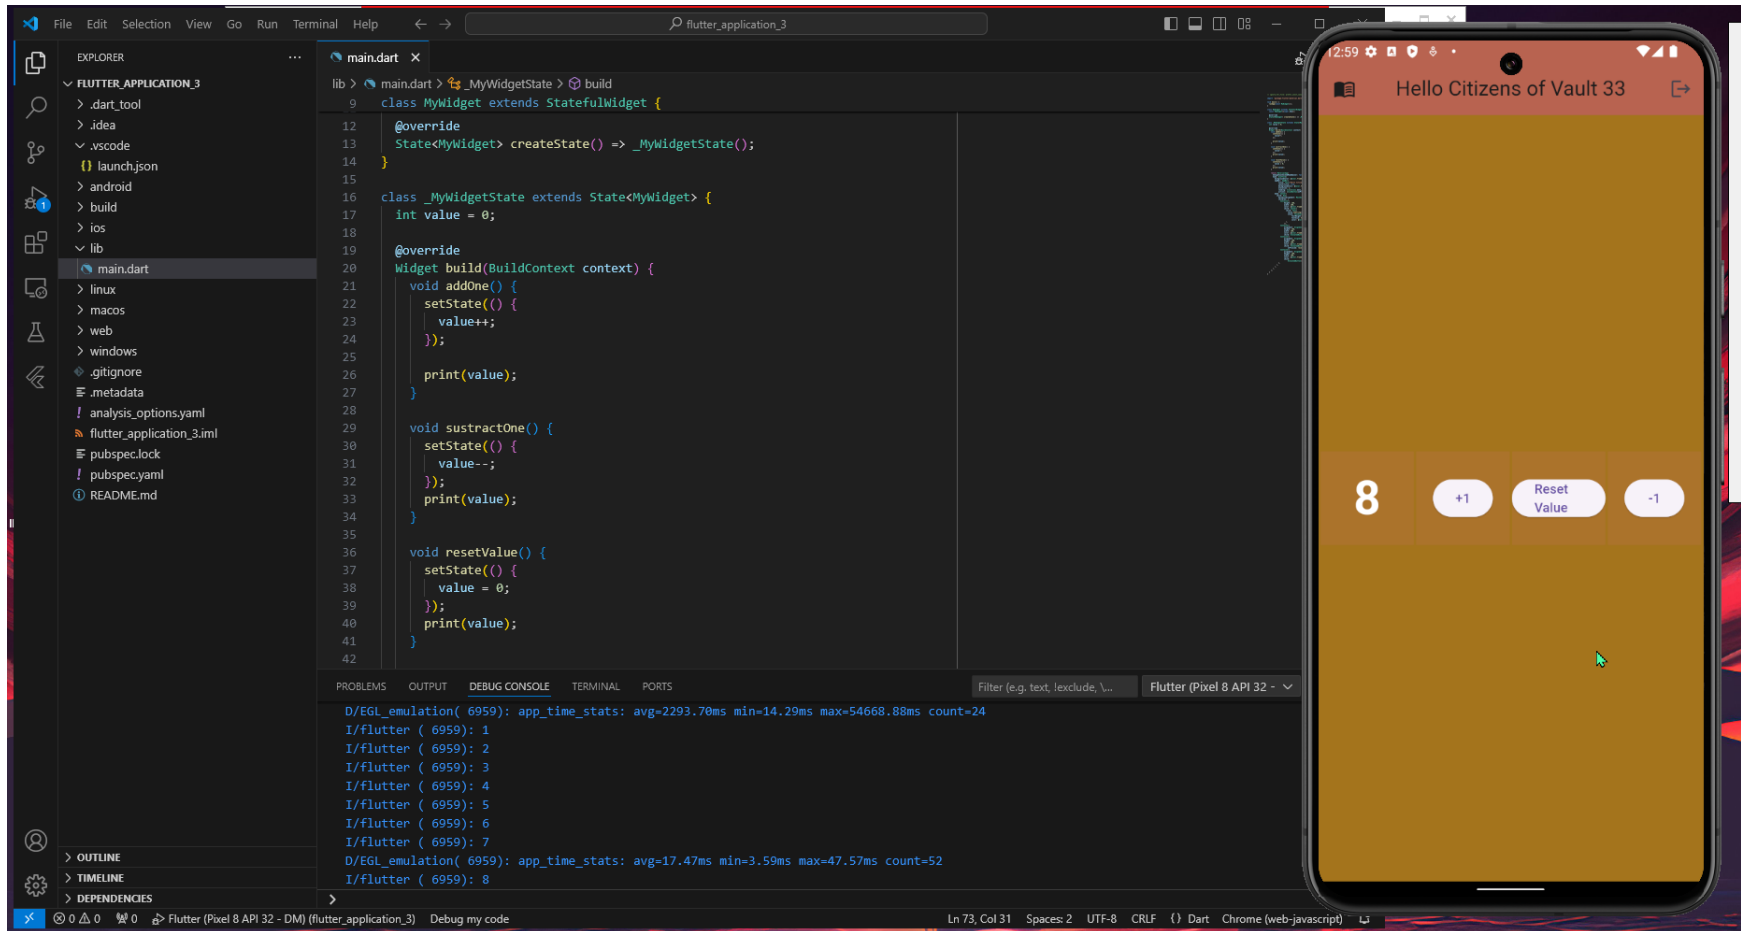 File Edit Selection View Go Run Terminal Help flutter_application_3
EXPLORER
FLUTTER_APPLICATION_3
.dart_tool
.idea
.vscode
{} launch.json
android
build
ios
lib
main.dart
linux
macos
web
windows
.gitignore
.metadata
! analysis_options.yaml
flutter_application_3.iml
pubspec.lock
! pubspec.yaml
README.md
OUTLINE
TIMELINE
DEPENDENCIES
1
main.dart
lib > main.dart > _MyWidgetState > build
9 class MyWidget extends StatefulWidget {
12 @override
13 State<MyWidget> createState() => _MyWidgetState();
14 }
15
16 class _MyWidgetState extends State<MyWidget> {
17 int value = 0;
18
19 @override
20 Widget build(BuildContext context) {
21 void addOne() {
22 setState(() {
23 value++;
24 });
25
26 print(value);
27 }
28
29 void sustractOne() {
30 setState(() {
31 value--;
32 });
33 print(value);
34 }
35
36 void resetValue() {
37 setState(() {
38 value = 0;
39 });
40 print(value);
41 }
42
PROBLEMS OUTPUT DEBUG CONSOLE TERMINAL PORTS Filter (e.g. text, !exclude, \... Flutter (Pixel 8 API 32 -
D/EGL_emulation( 6959): app_time_stats: avg=2293.70ms min=14.29ms max=54668.88ms count=24
I/flutter ( 6959): 1
I/flutter ( 6959): 2
I/flutter ( 6959): 3
I/flutter ( 6959): 4
I/flutter ( 6959): 5
I/flutter ( 6959): 6
I/flutter ( 6959): 7
D/EGL_emulation( 6959): app_time_stats: avg=17.47ms min=3.59ms max=47.57ms count=52
I/flutter ( 6959): 8
>
0 0 0 Flutter (Pixel 8 API 32 - DM) (flutter_application_3) Debug my code Ln 73, Col 31 Spaces: 2 UTF-8 CRLF {} Dart Chrome (web-javascript)
12:59
Hello Citizens of Vault 33
8 +1 Reset -1
Value